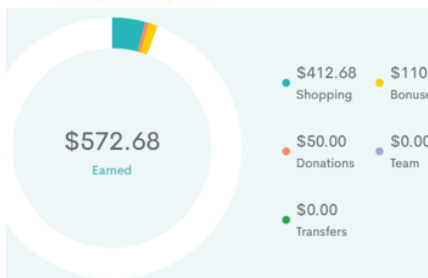 $572.68
Earned
$412.68
Shopping
$110
Bonuse
$50.00
Donations
$0.00
Team
$0.00
Transfers